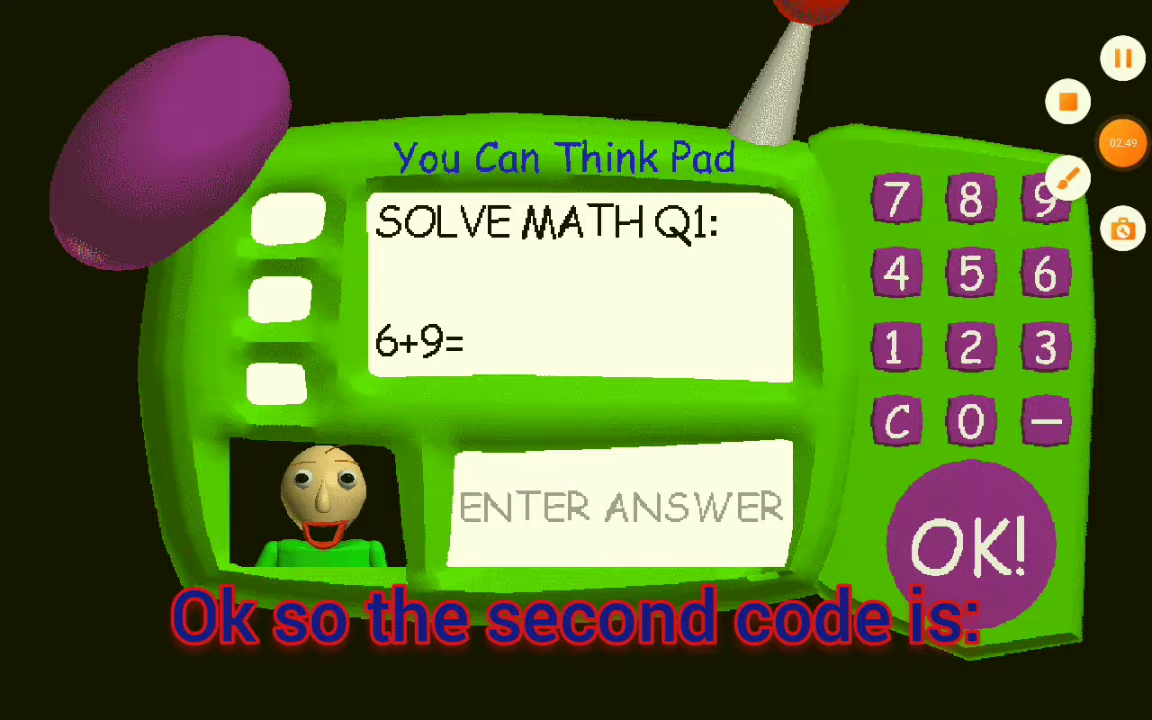 02:49
You Can Think Pad
SOLVE MATH Q1:
6+9=
7 8 9
4 5 6
1 2 3
C 0 −
ENTER ANSWER
OK!
Ok so the second code is: